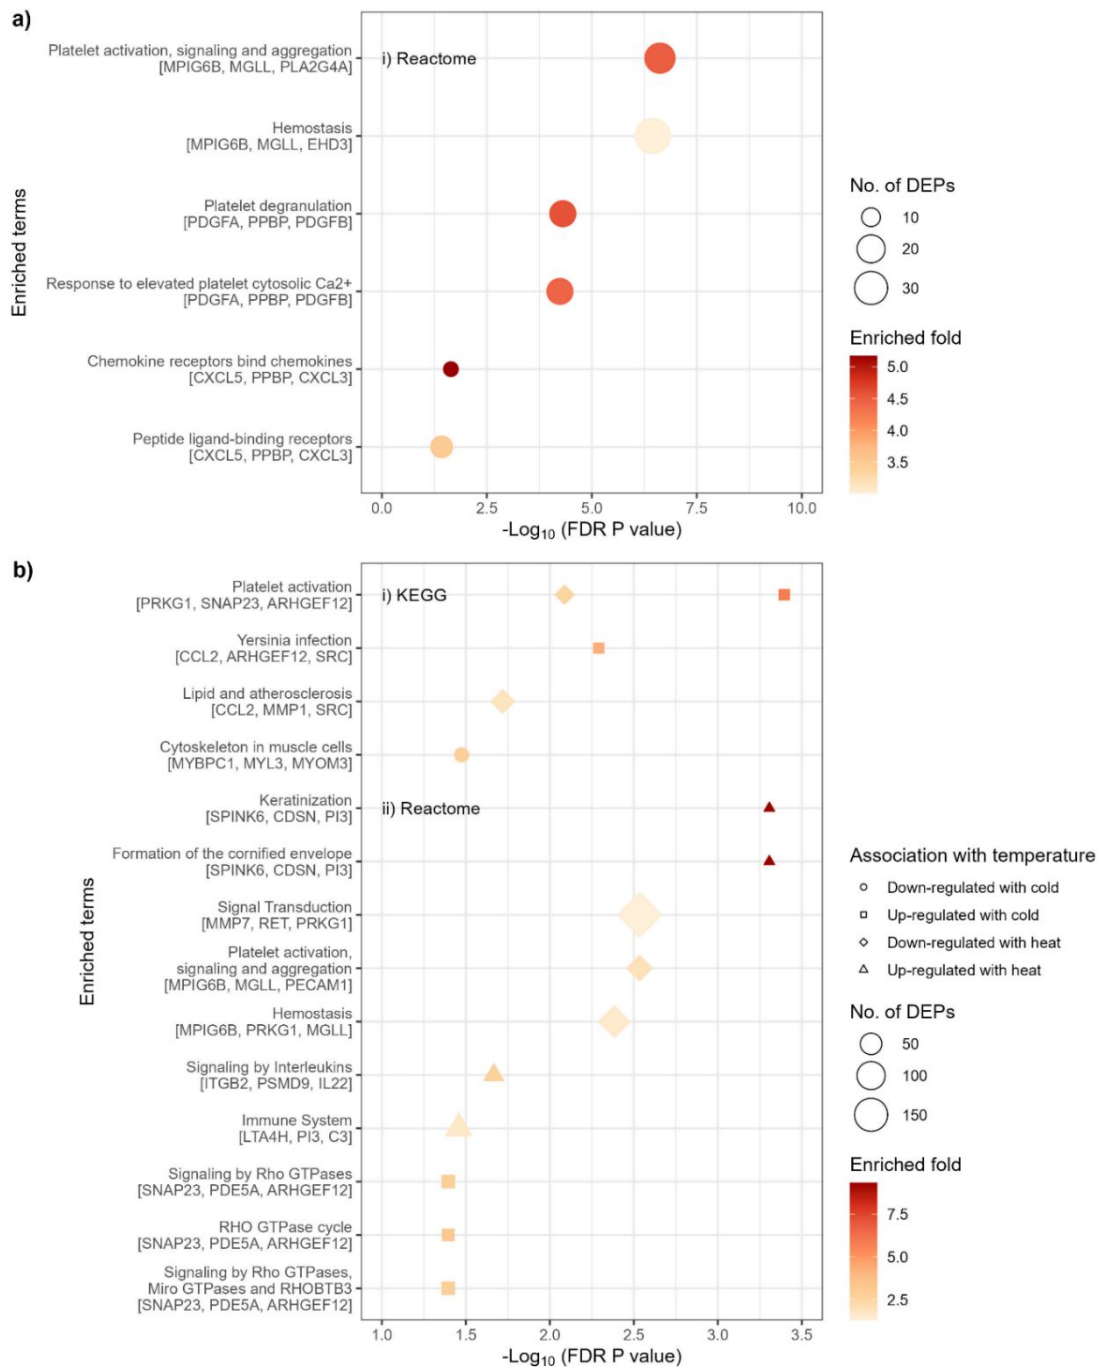 a)
Platelet activation, signaling and aggregation
[MPIG6B, MGLL, PLA2G4A]
i) Reactome
Hemostasis
[MPIG6B, MGLL, EHD3]
Platelet degranulation
[PDGFA, PPBP, PDGFB]
Response to elevated platelet cytosolic Ca2+
[PDGFA, PPBP, PDGFB]
Chemokine receptors bind chemokines
[CXCL5, PPBP, CXCL3]
Peptide ligand-binding receptors
[CXCL5, PPBP, CXCL3]
Enriched terms
0.0 2.5 5.0 7.5 10.0
-Log₁₀ (FDR P value)
No. of DEPs
10
20
30
Enriched fold
5.0
4.5
4.0
3.5
b)
Platelet activation
[PRKG1, SNAP23, ARHGEF12]
i) KEGG
Yersinia infection
[CCL2, ARHGEF12, SRC]
Lipid and atherosclerosis
[CCL2, MMP1, SRC]
Cytoskeleton in muscle cells
[MYBPC1, MYL3, MYOM3]
Keratinization
[SPINK6, CDSN, PI3]
ii) Reactome
Formation of the cornified envelope
[SPINK6, CDSN, PI3]
Signal Transduction
[MMP7, RET, PRKG1]
Platelet activation,
signaling and aggregation
[MPIG6B, MGLL, PECAM1]
Hemostasis
[MPIG6B, PRKG1, MGLL]
Signaling by Interleukins
[ITGB2, PSMD9, IL22]
Immune System
[LTA4H, PI3, C3]
Signaling by Rho GTPases
[SNAP23, PDE5A, ARHGEF12]
RHO GTPase cycle
[SNAP23, PDE5A, ARHGEF12]
Signaling by Rho GTPases,
Miro GTPases and RHOBTB3
[SNAP23, PDE5A, ARHGEF12]
Enriched terms
1.0 1.5 2.0 2.5 3.0 3.5
-Log₁₀ (FDR P value)
Association with temperature
Down-regulated with cold
Up-regulated with cold
Down-regulated with heat
Up-regulated with heat
No. of DEPs
50
100
150
Enriched fold
7.5
5.0
2.5